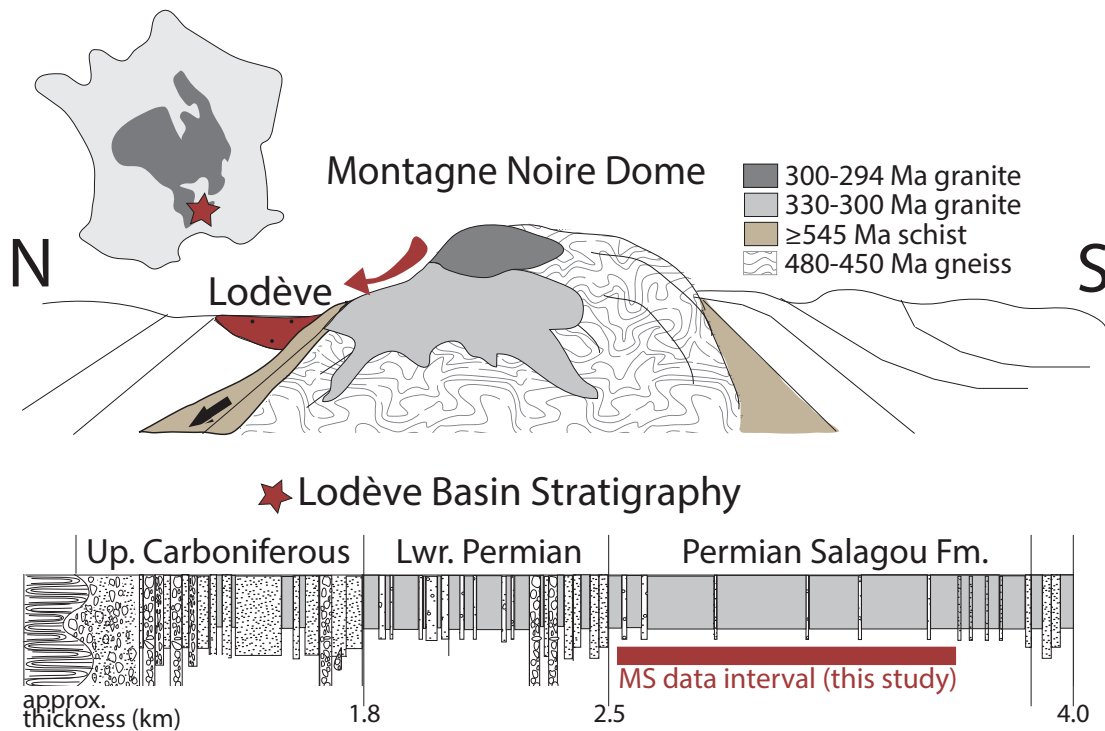 Montagne Noire Dome
300-294 Ma granite
330-300 Ma granite
≥545 Ma schist
480-450 Ma gneiss
N
S
Lodève
Lodève Basin Stratigraphy
Up. Carboniferous
Lwr. Permian
Permian Salagou Fm.
MS data interval (this study)
approx.
thickness (km)
1.8
2.5
4.0